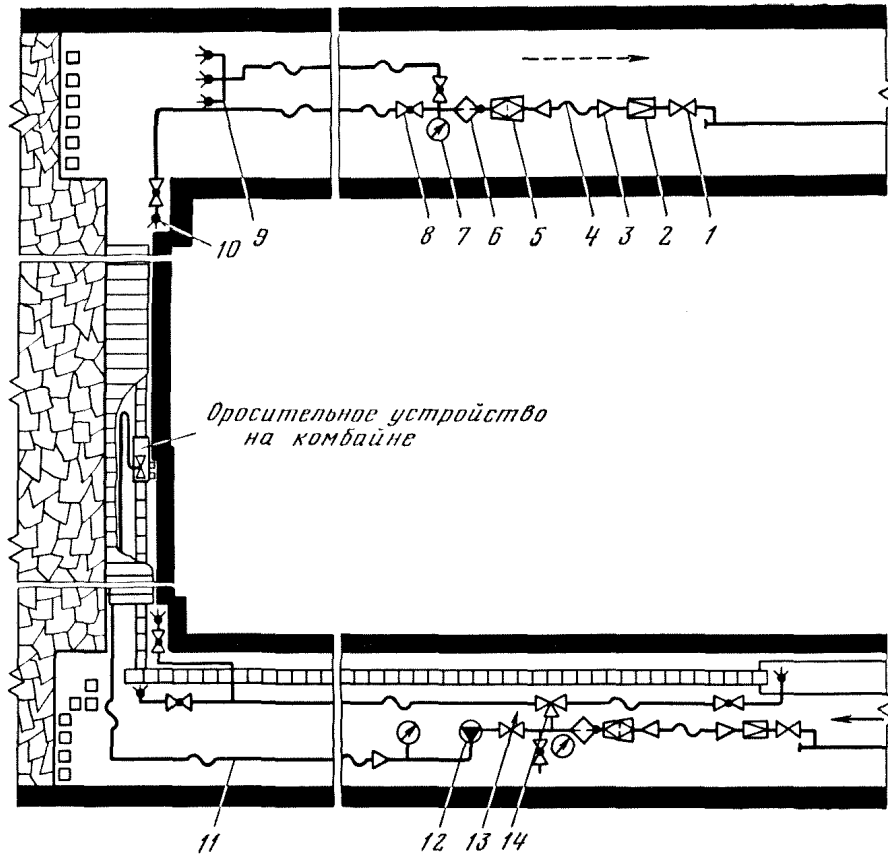 10 9 8 7 6 5 4 3 2 1
Оросительное устройство
на комбайне
11 12 13 14